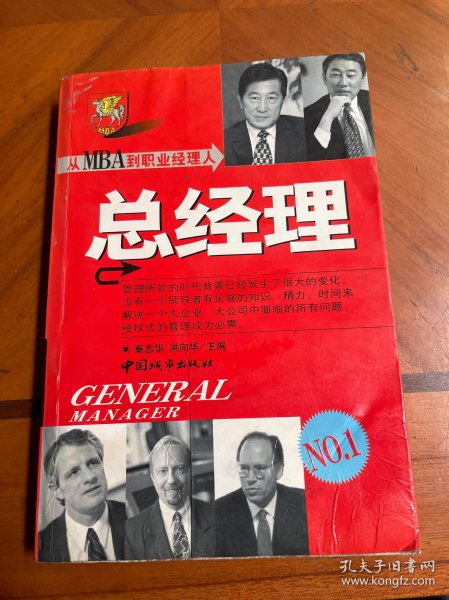 MBA
从MBA到职业经理人
总经理
管理所处的时代背景已经发生了很大的变化,
没有一个领导者有足够的知识、精力、时间来
解决一个大企业、大公司中面临的所有问题,
授权式的管理成为必需。
●秦志华 洪向华/主编
中国城市出版社
GENERAL
MANAGER
NO.1
孔夫子旧书网
www.kongfz.com